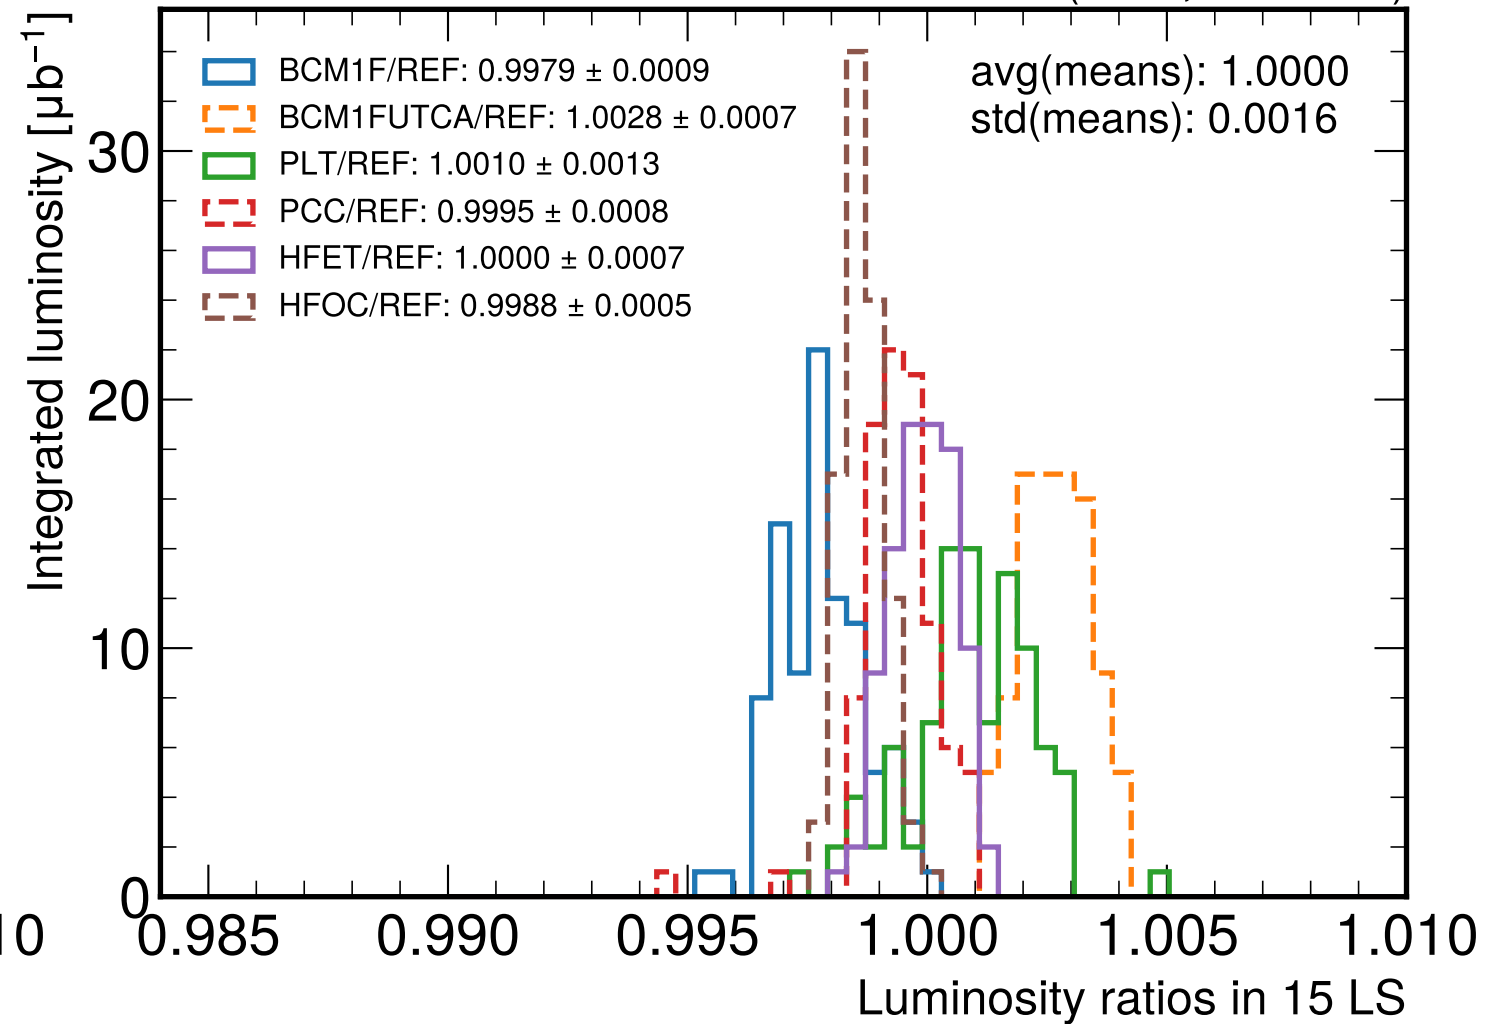 Integrated luminosity [μb⁻¹]
BCM1F/REF: 0.9979 ± 0.0009
BCM1FUTCA/REF: 1.0028 ± 0.0007
PLT/REF: 1.0010 ± 0.0013
PCC/REF: 0.9995 ± 0.0008
HFET/REF: 1.0000 ± 0.0007
HFOC/REF: 0.9988 ± 0.0005
avg(means): 1.0000
std(means): 0.0016
30
20
10
0
10 0.985 0.990 0.995 1.000 1.005 1.010
Luminosity ratios in 15 LS